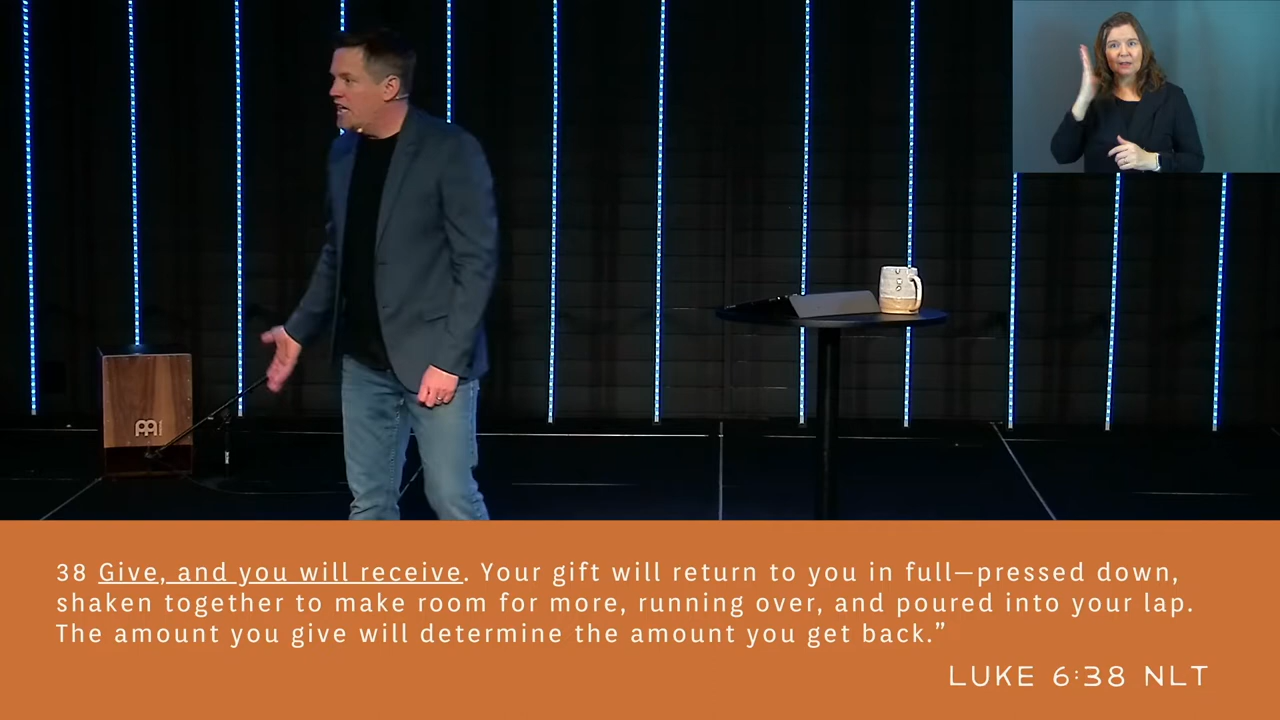 38 Give, and you will receive. Your gift will return to you in full—pressed down,
shaken together to make room for more, running over, and poured into your lap.
The amount you give will determine the amount you get back.”
LUKE 6:38 NLT